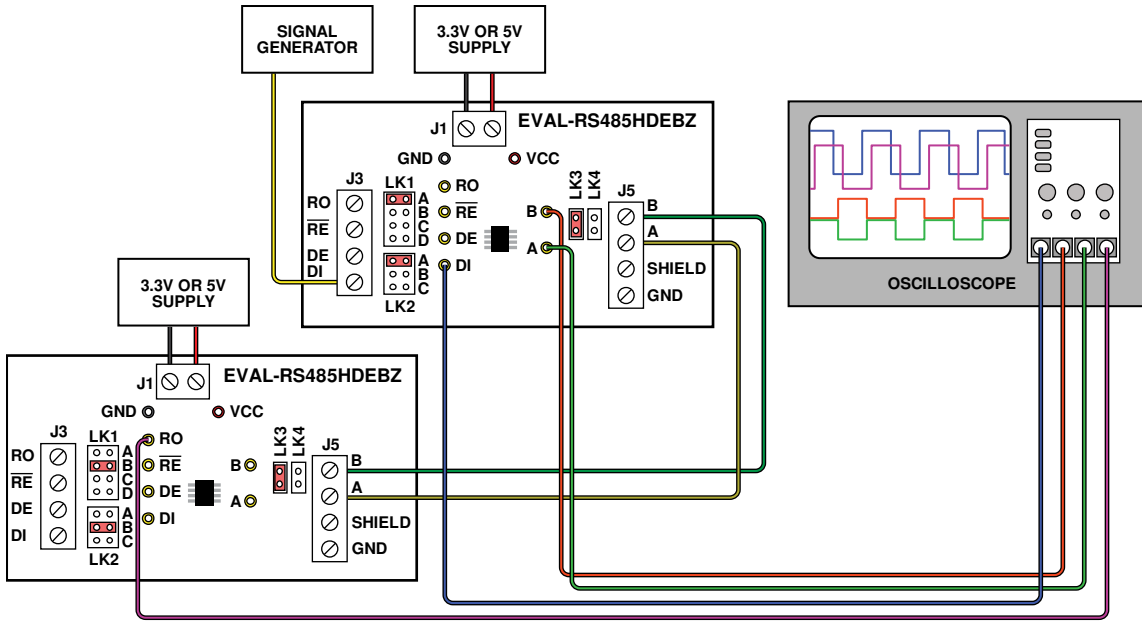 SIGNAL
GENERATOR
3.3V OR 5V
SUPPLY
J1
EVAL-RS485HDEBZ
GND
VCC
J3
RO
RE
DE
DI
LK1
A
B
C
D
A
B
C
LK2
RO
RE
DE
DI
B
A
LK3
LK4
J5
B
A
SHIELD
GND
OSCILLOSCOPE
3.3V OR 5V
SUPPLY
J1
EVAL-RS485HDEBZ
GND
VCC
J3
RO
RE
DE
DI
LK1
A
B
C
D
A
B
C
LK2
RO
RE
DE
DI
B
A
LK3
LK4
J5
B
A
SHIELD
GND